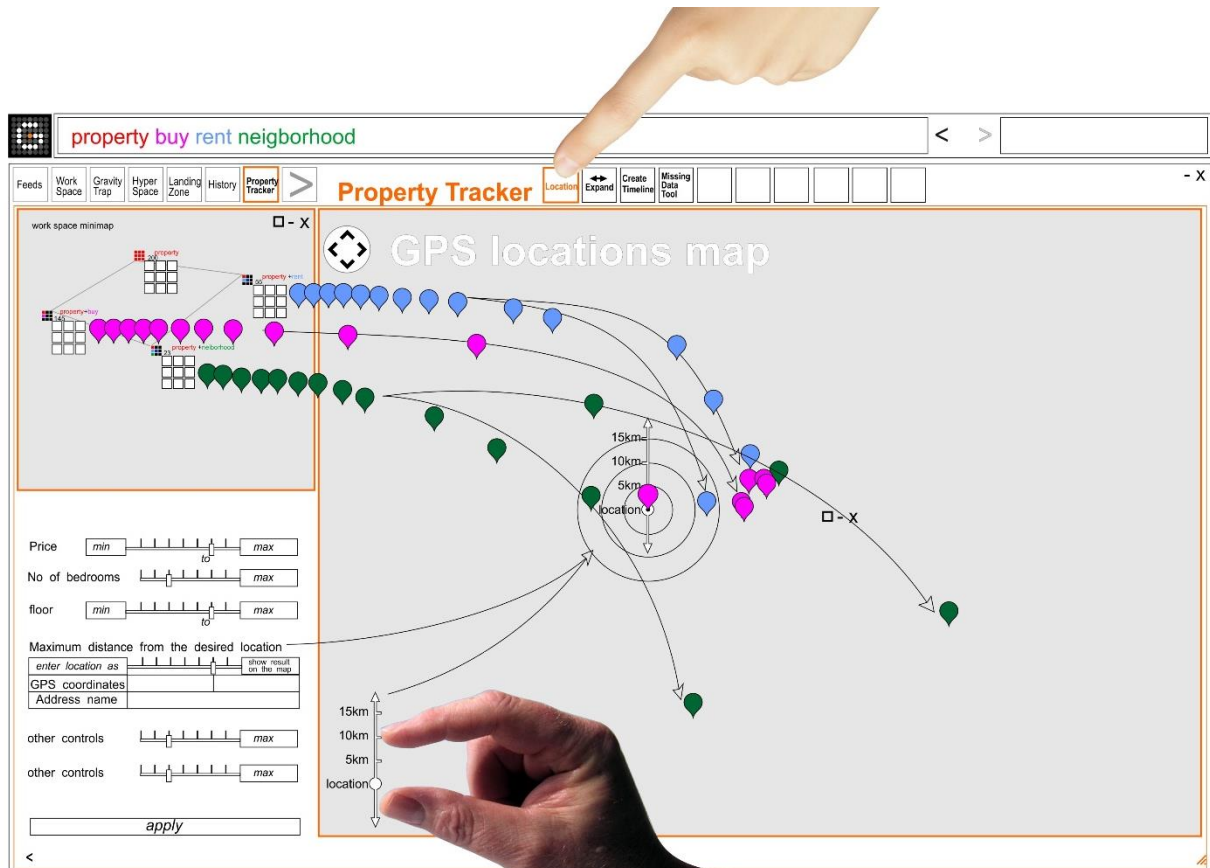 property buy rent neigborhood
< >
Feeds
Work Space
Gravity Trap
Hyper Space
Landing Zone
History
Property Tracker
>
Property Tracker
Location
Expand
Create Timeline
Missing Data Tool
- X
work space minimap
- X
GPS locations map
property
200
property +rent
55
property+buy
145
property +neiborhood
23
15km
10km
5km
location
- X
Price
min
to
max
No of bedrooms
max
floor
min
to
max
Maximum distance from the desired location
enter location as
show result on the map
GPS coordinates
Address name
15km
10km
5km
location
other controls
max
other controls
max
apply
<